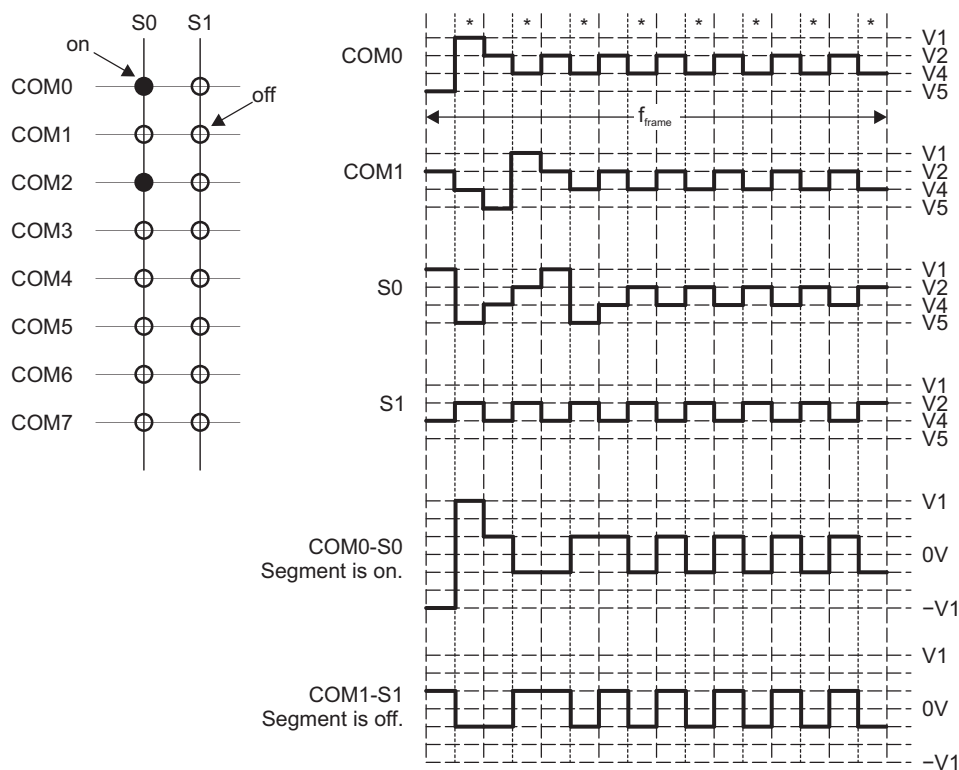 S0 S1
on
off
COM0
COM1
COM2
COM3
COM4
COM5
COM6
COM7
* * * * * * * *
COM0
V1
V2
V4
V5
fframe
COM1
V1
V2
V4
V5
S0
V1
V2
V4
V5
S1
V1
V2
V4
V5
COM0-S0
Segment is on.
V1
0V
−V1
COM1-S1
Segment is off.
V1
0V
−V1